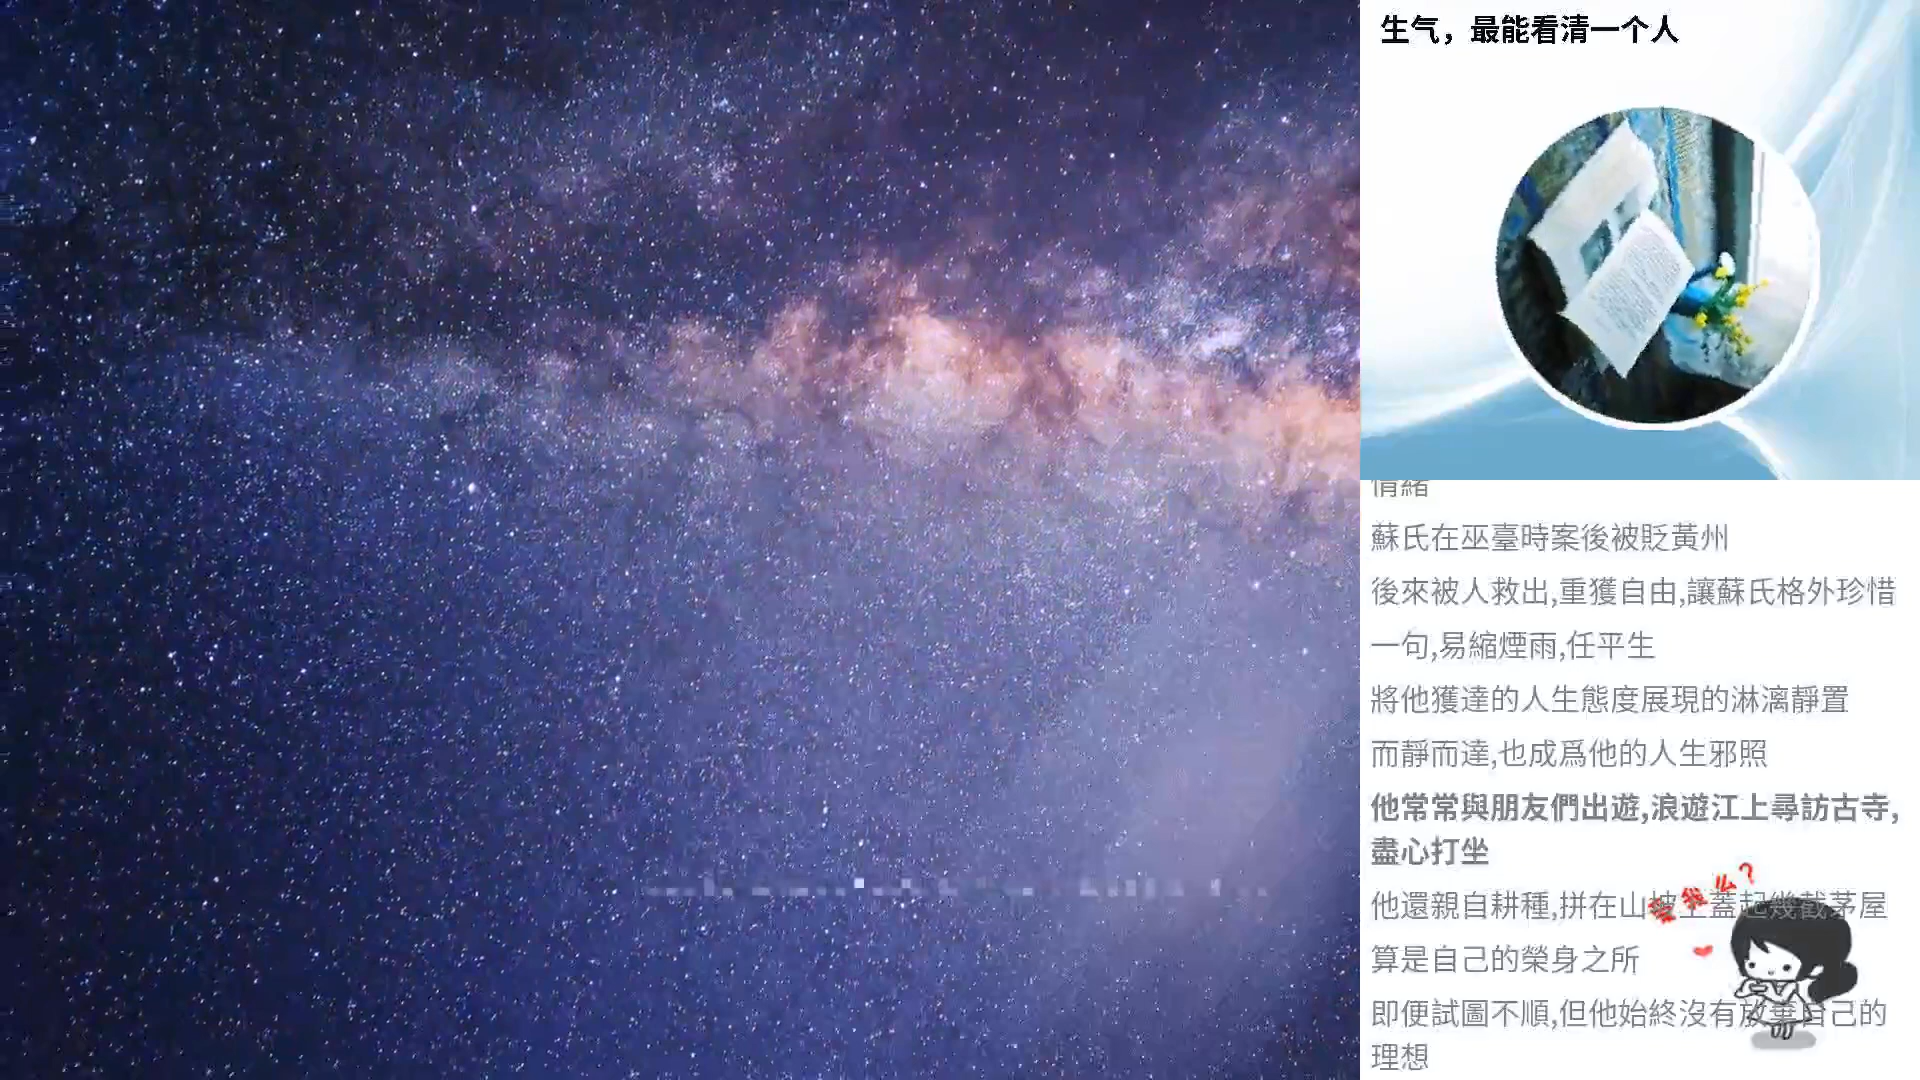 生气，最能看清一个人
情緒
蘇氏在巫臺時案後被貶黃州
後來被人救出,重獲自由,讓蘇氏格外珍惜
一句,易縮煙雨,任平生
將他獲達的人生態度展現的淋漓靜置
而靜而達,也成爲他的人生邪照
他常常與朋友們出遊,浪遊江上尋訪古寺,
盡心打坐
他還親自耕種,拼在山坡上蓋起幾截茅屋
算是自己的榮身之所
即便試圖不順,但他始終沒有放棄自己的
理想
愛我么？